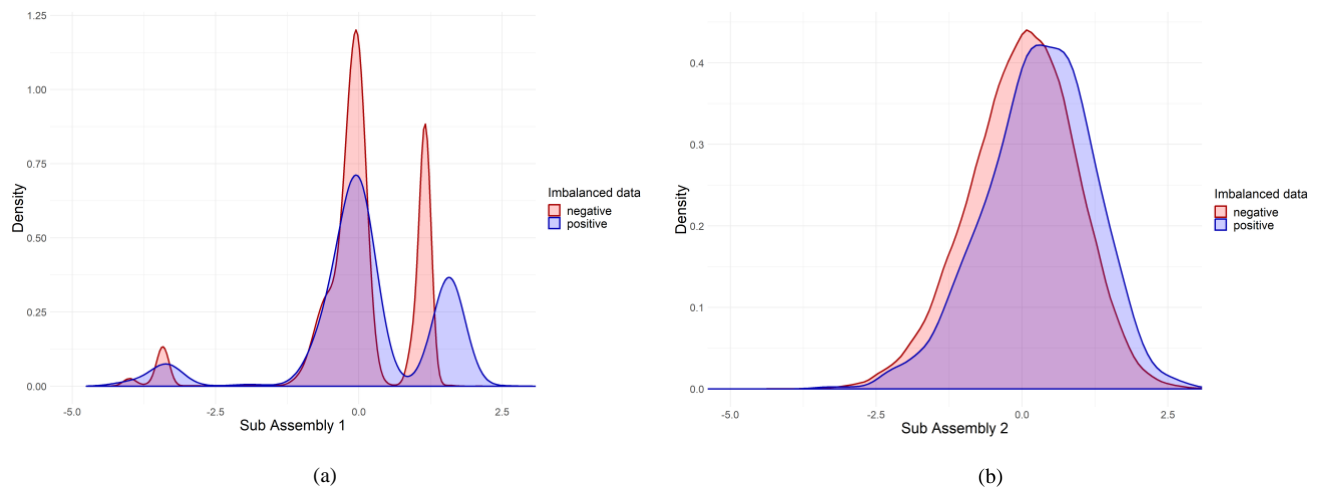 1.25
1.00
0.75
0.50
0.25
0.00
Density
-5.0 -2.5 0.0 2.5
Sub Assembly 1
Imbalanced data
negative
positive
(a)
0.4
0.3
0.2
0.1
0.0
Density
-5.0 -2.5 0.0 2.5
Sub Assembly 2
Imbalanced data
negative
positive
(b)